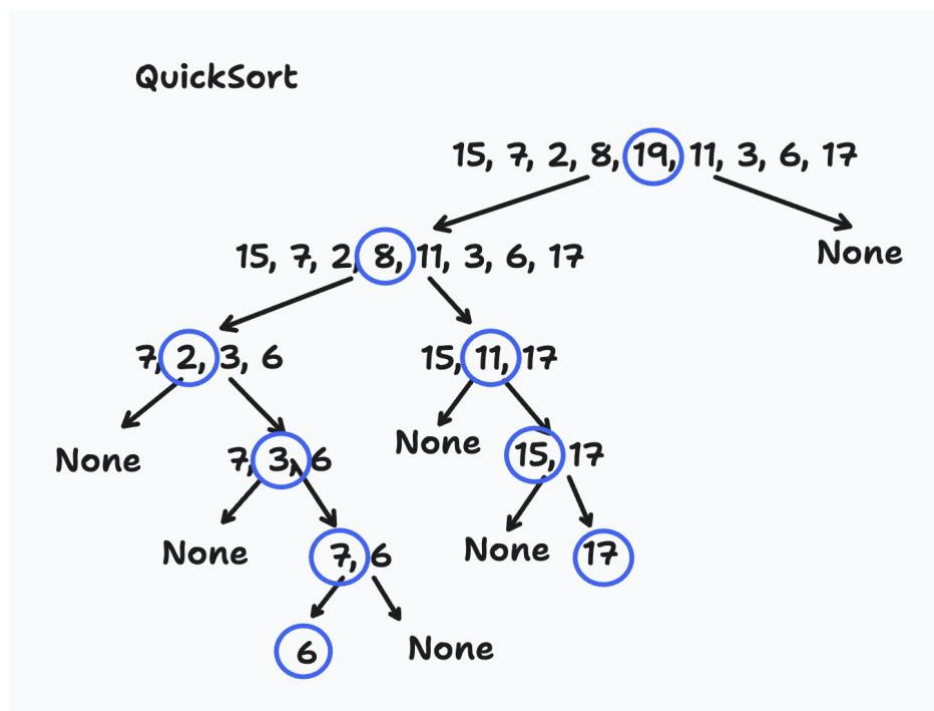 QuickSort
15, 7, 2, 8, 19, 11, 3, 6, 17
15, 7, 2, 8, 11, 3, 6, 17
None
7, 2, 3, 6
15, 11, 17
None
7, 3, 6
None
15, 17
None
7, 6
None
17
6
None